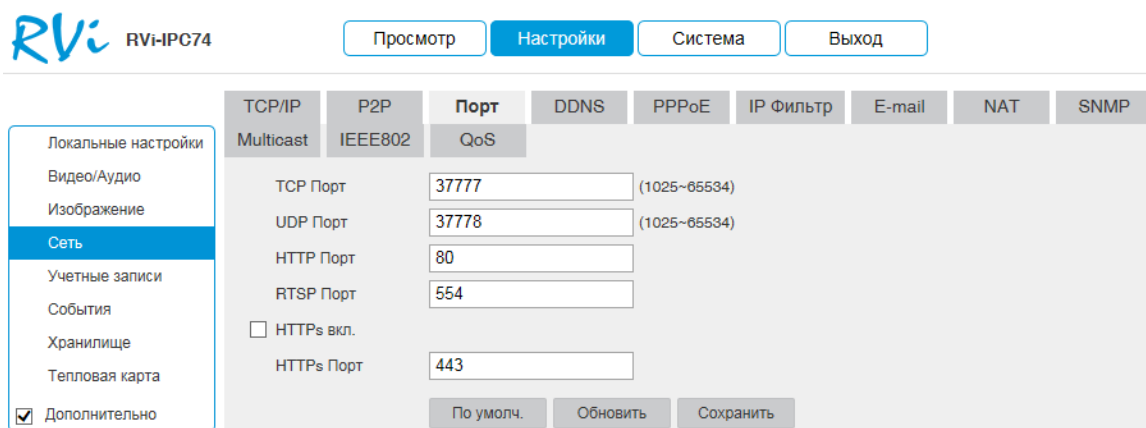 RVi RVi-IPC74 Просмотр Настройки Система Выход
TCP/IP P2P Порт DDNS PPPoE IP Фильтр E-mail NAT SNMP
Multicast IEEE802 QoS
Локальные настройки
Видео/Аудио
Изображение
Сеть
Учетные записи
События
Хранилище
Тепловая карта
Дополнительно
TCP Порт 37777 (1025~65534)
UDP Порт 37778 (1025~65534)
HTTP Порт 80
RTSP Порт 554
HTTPs вкл.
HTTPs Порт 443
По умолч. Обновить Сохранить